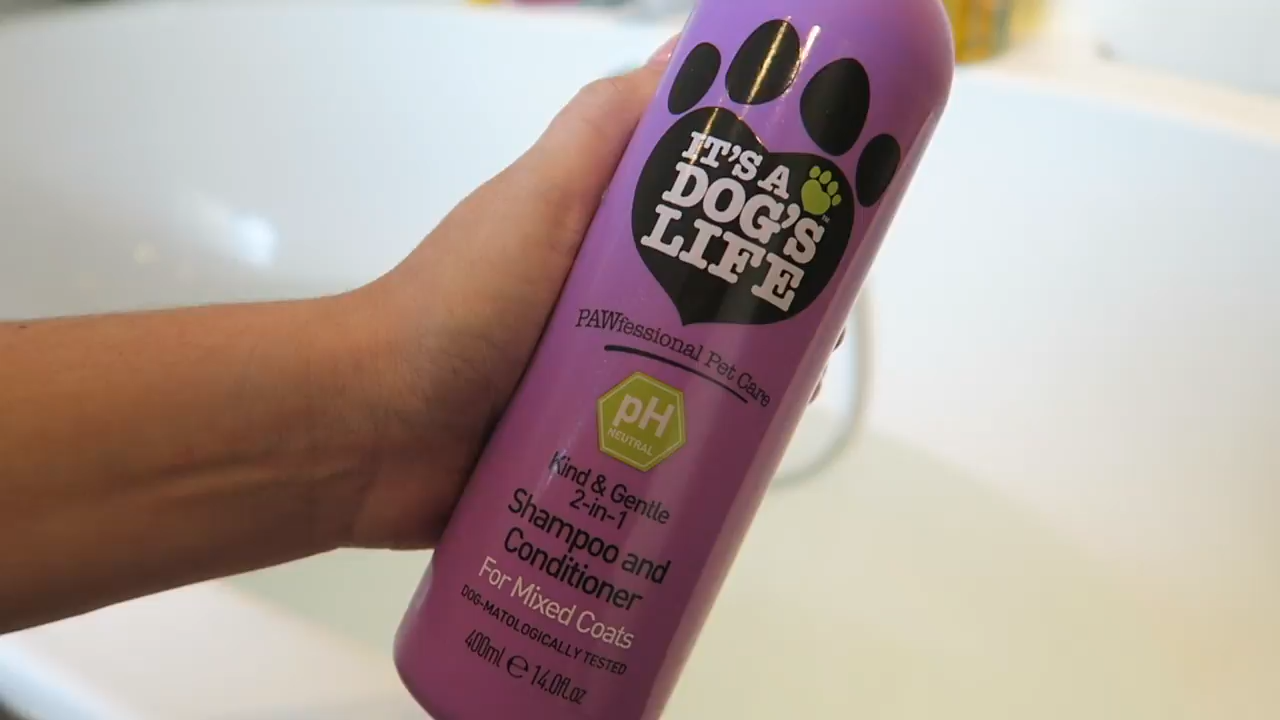 IT'S A
DOG'S
LIFE
™
PAWfessional Pet Care
pH
NEUTRAL
Kind & Gentle
2-in-1
Shampoo and
Conditioner
For Mixed Coats
DOG-MATOLOGICALLY TESTED
400ml ℮ 14.0fl.oz